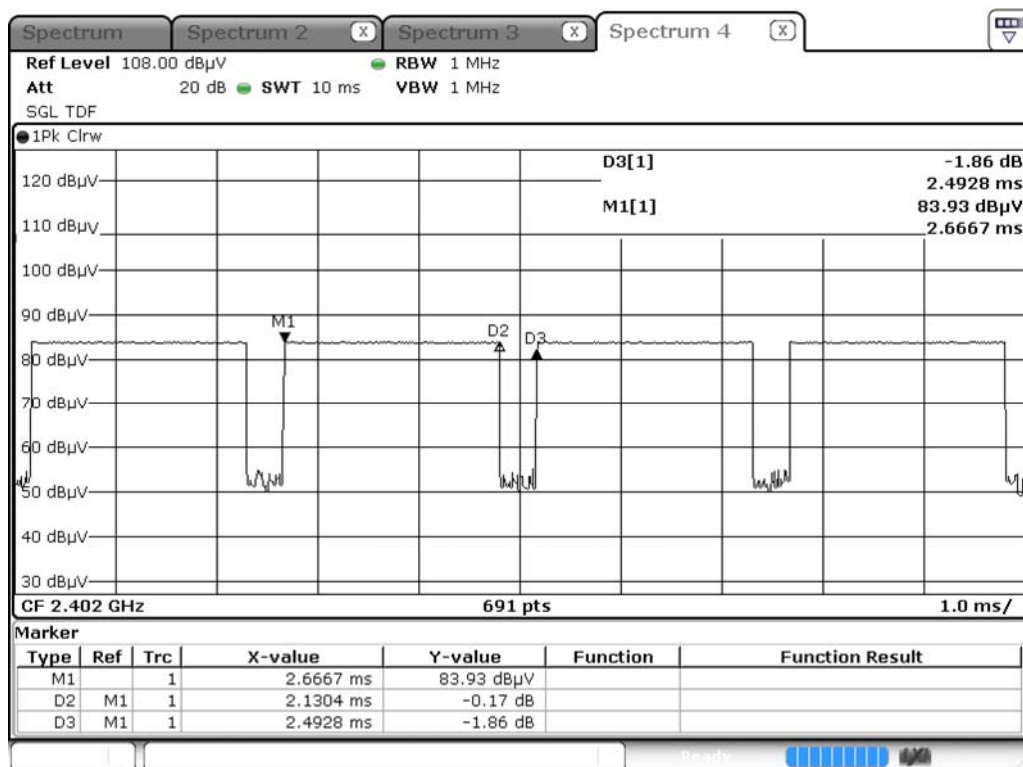 Spectrum Spectrum 2 X Spectrum 3 X Spectrum 4 X
Ref Level 108.00 dBµV RBW 1 MHz
Att 20 dB SWT 10 ms VBW 1 MHz
SGL TDF
1Pk Clrw
D3[1] -1.86 dB
2.4928 ms
M1[1] 83.93 dBµV
2.6667 ms
120 dBµV
110 dBµV
100 dBµV
90 dBµV
M1 D2 D3
80 dBµV
70 dBµV
60 dBµV
50 dBµV
40 dBµV
30 dBµV
CF 2.402 GHz 691 pts 1.0 ms/
Marker
Type Ref Trc X-value Y-value Function Function Result
M1 1 2.6667 ms 83.93 dBµV
D2 M1 1 2.1304 ms -0.17 dB
D3 M1 1 2.4928 ms -1.86 dB
Ready